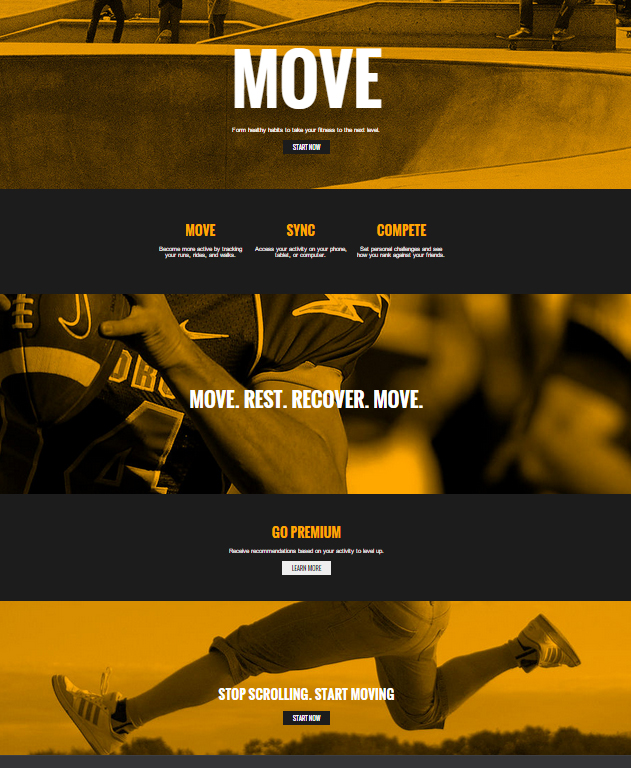 MOVE
Form healthy habits to take your fitness to the next level.
START NOW
MOVE
Become more active by tracking
your runs, rides, and walks.
SYNC
Access your activity on your phone,
tablet, or computer.
COMPETE
Set personal challenges and see
how you rank against your friends.
MOVE. REST. RECOVER. MOVE.
GO PREMIUM
Receive recommendations based on your activity to level up.
LEARN MORE
STOP SCROLLING. START MOVING
START NOW